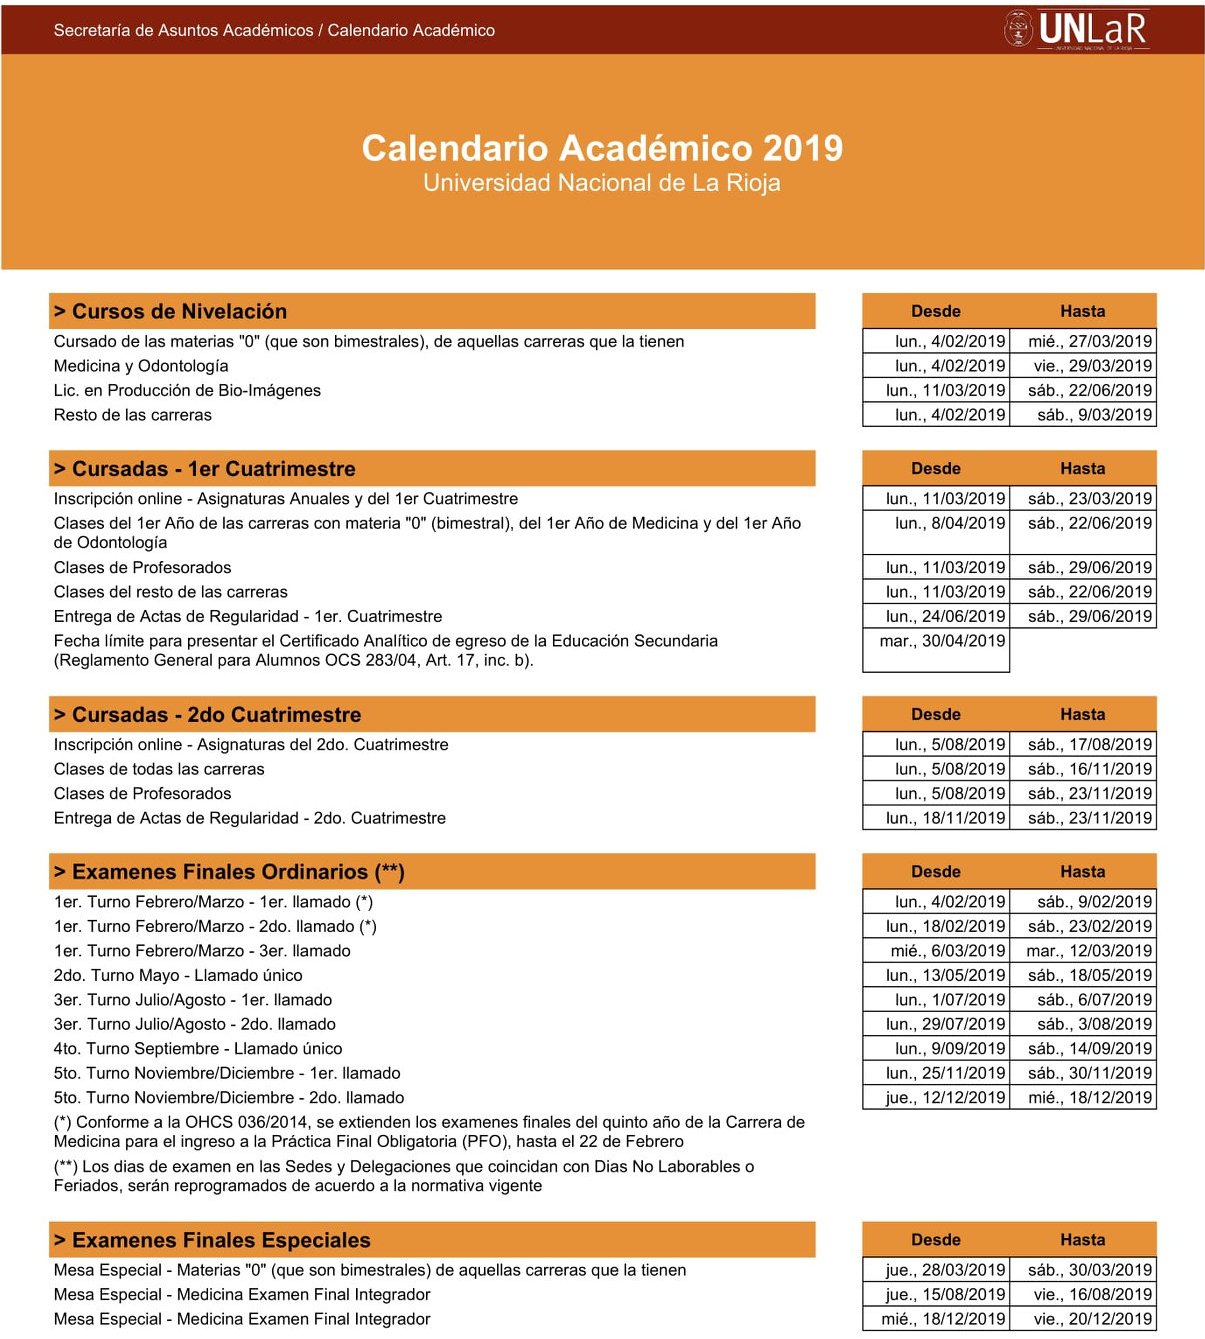 Secretaría de Asuntos Académicos / Calendario Académico
UNLaR
UNIVERSIDAD NACIONAL DE LA RIOJA
Calendario Académico 2019
Universidad Nacional de La Rioja
> Cursos de Nivelación Desde Hasta
Cursado de las materias "0" (que son bimestrales), de aquellas carreras que la tienen lun., 4/02/2019 mié., 27/03/2019
Medicina y Odontología lun., 4/02/2019 vie., 29/03/2019
Lic. en Producción de Bio-Imágenes lun., 11/03/2019 sáb., 22/06/2019
Resto de las carreras lun., 4/02/2019 sáb., 9/03/2019
> Cursadas - 1er Cuatrimestre Desde Hasta
Inscripción online - Asignaturas Anuales y del 1er Cuatrimestre lun., 11/03/2019 sáb., 23/03/2019
Clases del 1er Año de las carreras con materia "0" (bimestral), del 1er Año de Medicina y del 1er Año lun., 8/04/2019 sáb., 22/06/2019
de Odontología
Clases de Profesorados lun., 11/03/2019 sáb., 29/06/2019
Clases del resto de las carreras lun., 11/03/2019 sáb., 22/06/2019
Entrega de Actas de Regularidad - 1er. Cuatrimestre lun., 24/06/2019 sáb., 29/06/2019
Fecha límite para presentar el Certificado Analítico de egreso de la Educación Secundaria mar., 30/04/2019
(Reglamento General para Alumnos OCS 283/04, Art. 17, inc. b).
> Cursadas - 2do Cuatrimestre Desde Hasta
Inscripción online - Asignaturas del 2do. Cuatrimestre lun., 5/08/2019 sáb., 17/08/2019
Clases de todas las carreras lun., 5/08/2019 sáb., 16/11/2019
Clases de Profesorados lun., 5/08/2019 sáb., 23/11/2019
Entrega de Actas de Regularidad - 2do. Cuatrimestre lun., 18/11/2019 sáb., 23/11/2019
> Examenes Finales Ordinarios (**) Desde Hasta
1er. Turno Febrero/Marzo - 1er. llamado (*) lun., 4/02/2019 sáb., 9/02/2019
1er. Turno Febrero/Marzo - 2do. llamado (*) lun., 18/02/2019 sáb., 23/02/2019
1er. Turno Febrero/Marzo - 3er. llamado mié., 6/03/2019 mar., 12/03/2019
2do. Turno Mayo - Llamado único lun., 13/05/2019 sáb., 18/05/2019
3er. Turno Julio/Agosto - 1er. llamado lun., 1/07/2019 sáb., 6/07/2019
3er. Turno Julio/Agosto - 2do. llamado lun., 29/07/2019 sáb., 3/08/2019
4to. Turno Septiembre - Llamado único lun., 9/09/2019 sáb., 14/09/2019
5to. Turno Noviembre/Diciembre - 1er. llamado lun., 25/11/2019 sáb., 30/11/2019
5to. Turno Noviembre/Diciembre - 2do. llamado jue., 12/12/2019 mié., 18/12/2019
(*) Conforme a la OHCS 036/2014, se extienden los examenes finales del quinto año de la Carrera de
Medicina para el ingreso a la Práctica Final Obligatoria (PFO), hasta el 22 de Febrero
(**) Los dias de examen en las Sedes y Delegaciones que coincidan con Dias No Laborables o
Feriados, serán reprogramados de acuerdo a la normativa vigente
> Examenes Finales Especiales Desde Hasta
Mesa Especial - Materias "0" (que son bimestrales) de aquellas carreras que la tienen jue., 28/03/2019 sáb., 30/03/2019
Mesa Especial - Medicina Examen Final Integrador jue., 15/08/2019 vie., 16/08/2019
Mesa Especial - Medicina Examen Final Integrador mié., 18/12/2019 vie., 20/12/2019